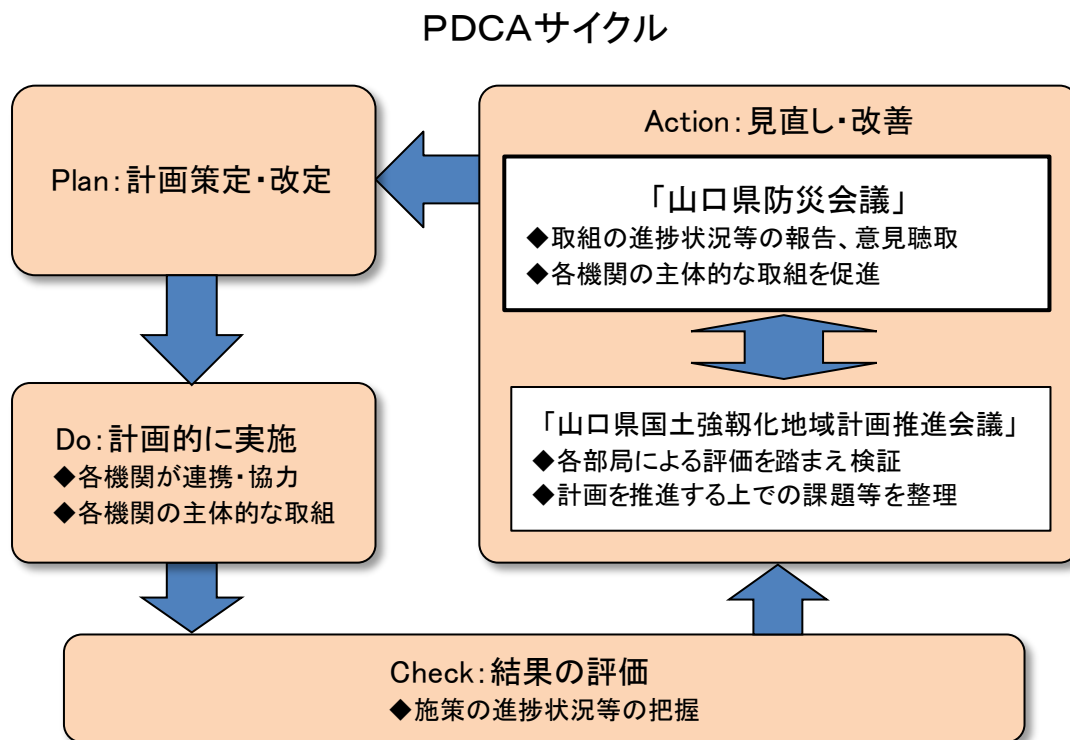 PDCAサイクル
Plan：計画策定・改定
Do：計画的に実施
◆各機関が連携・協力
◆各機関の主体的な取組
Check：結果の評価
◆施策の進捗状況等の把握
Action：見直し・改善
「山口県防災会議」
◆取組の進捗状況等の報告、意見聴取
◆各機関の主体的な取組を促進
「山口県国土強靱化地域計画推進会議」
◆各部局による評価を踏まえ検証
◆計画を推進する上での課題等を整理